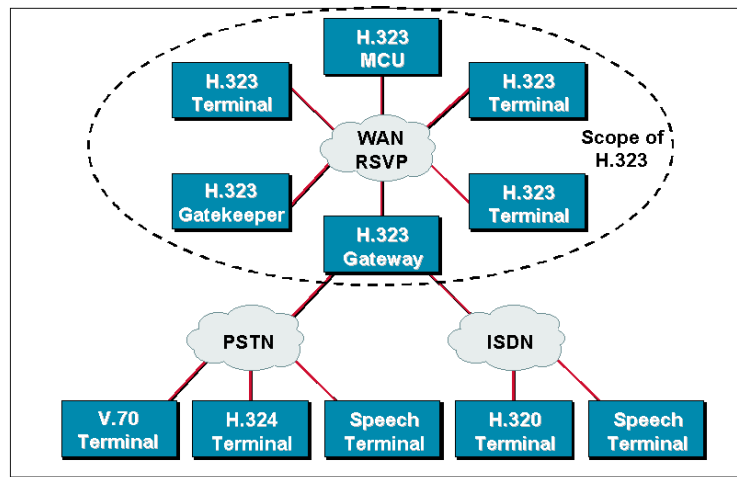 H.323
MCU
H.323
Terminal
H.323
Terminal
WAN
RSVP
Scope of
H.323
H.323
Gatekeeper
H.323
Terminal
H.323
Gateway
PSTN
ISDN
V.70
Terminal
H.324
Terminal
Speech
Terminal
H.320
Terminal
Speech
Terminal